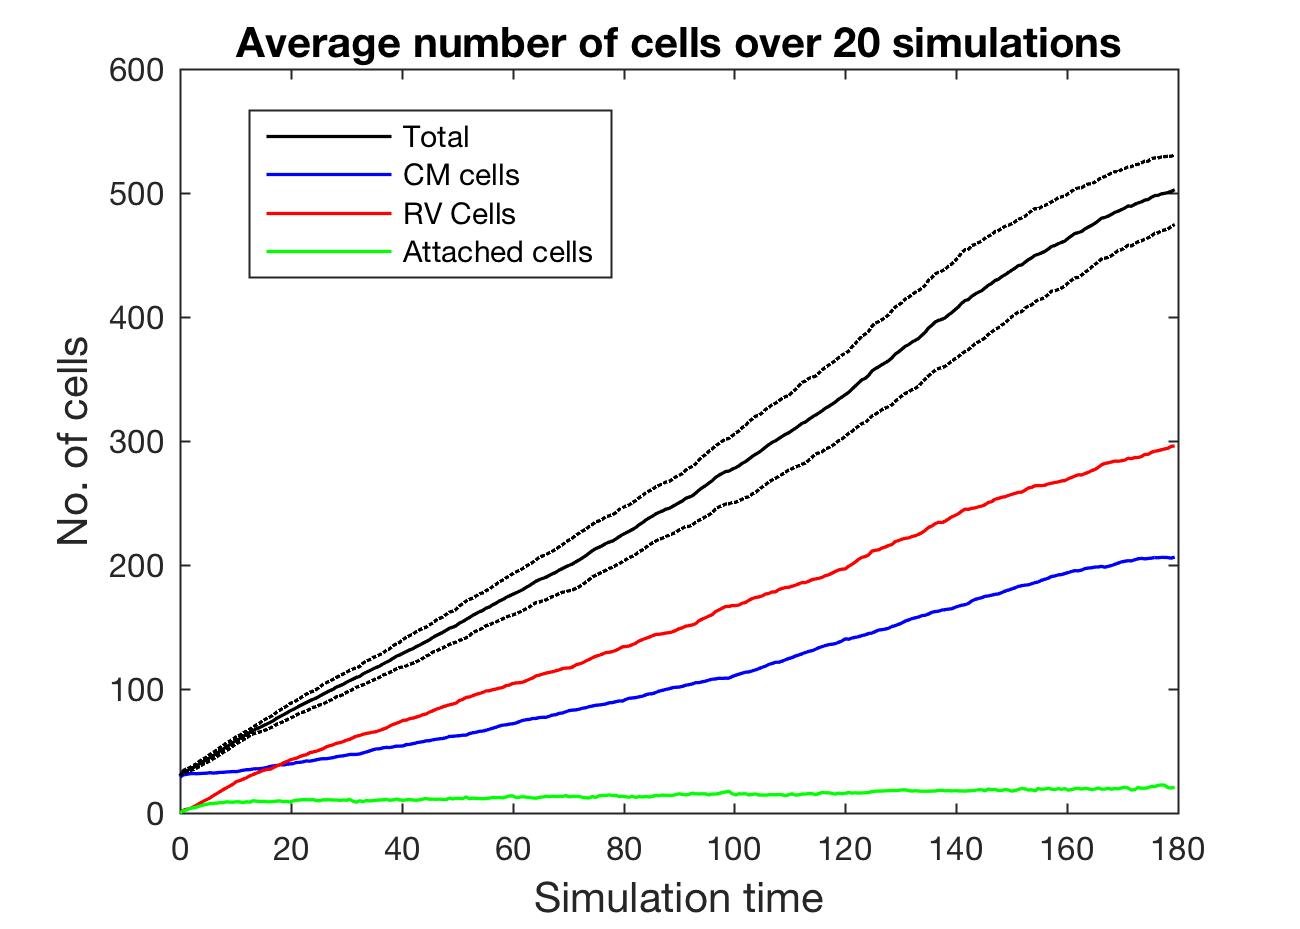 Average number of cells over 20 simulations
600
500
400
300
200
100
0
No. of cells
Total
CM cells
RV Cells
Attached cells
0 20 40 60 80 100 120 140 160 180
Simulation time